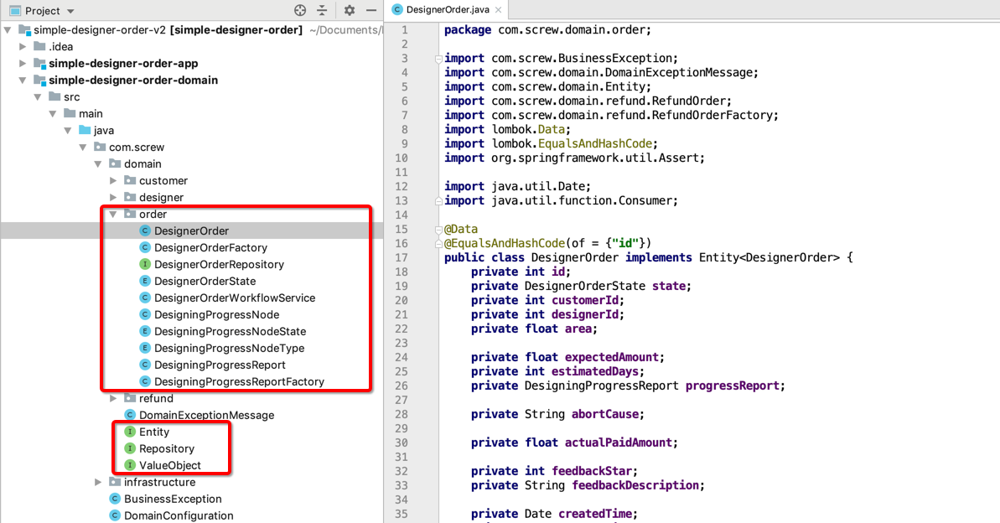 Project
simple-designer-order-v2 [simple-designer-order] ~/Documents/
.idea
simple-designer-order-app
simple-designer-order-domain
src
main
java
com.screw
domain
customer
designer
order
C DesignerOrder
C DesignerOrderFactory
I DesignerOrderRepository
E DesignerOrderState
C DesignerOrderWorkflowService
C DesigningProgressNode
E DesigningProgressNodeState
E DesigningProgressNodeType
C DesigningProgressReport
C DesigningProgressReportFactory
refund
C DomainExceptionMessage
I Entity
I Repository
I ValueObject
infrastructure
C BusinessException
C DomainConfiguration
C DesignerOrder.java
1 package com.screw.domain.order;
2
3 import com.screw.BusinessException;
4 import com.screw.domain.DomainExceptionMessage;
5 import com.screw.domain.Entity;
6 import com.screw.domain.refund.RefundOrder;
7 import com.screw.domain.refund.RefundOrderFactory;
8 import lombok.Data;
9 import lombok.EqualsAndHashCode;
10 import org.springframework.util.Assert;
11
12 import java.util.Date;
13 import java.util.function.Consumer;
14
15 @Data
16 @EqualsAndHashCode(of = {"id"})
17 public class DesignerOrder implements Entity<DesignerOrder> {
18 private int id;
19 private DesignerOrderState state;
20 private int customerId;
21 private int designerId;
22 private float area;
23
24 private float expectedAmount;
25 private int estimatedDays;
26 private DesigningProgressReport progressReport;
27
28 private String abortCause;
29
30 private float actualPaidAmount;
31
32 private int feedbackStar;
33 private String feedbackDescription;
34
35 private Date createdTime;